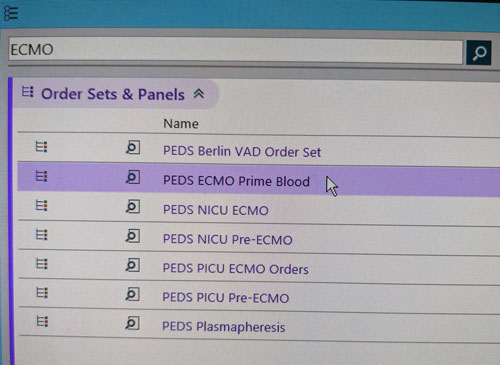 ECMO
Order Sets & Panels
Name
PEDS Berlin VAD Order Set
PEDS ECMO Prime Blood
PEDS NICU ECMO
PEDS NICU Pre-ECMO
PEDS PICU ECMO Orders
PEDS PICU Pre-ECMO
PEDS Plasmapheresis